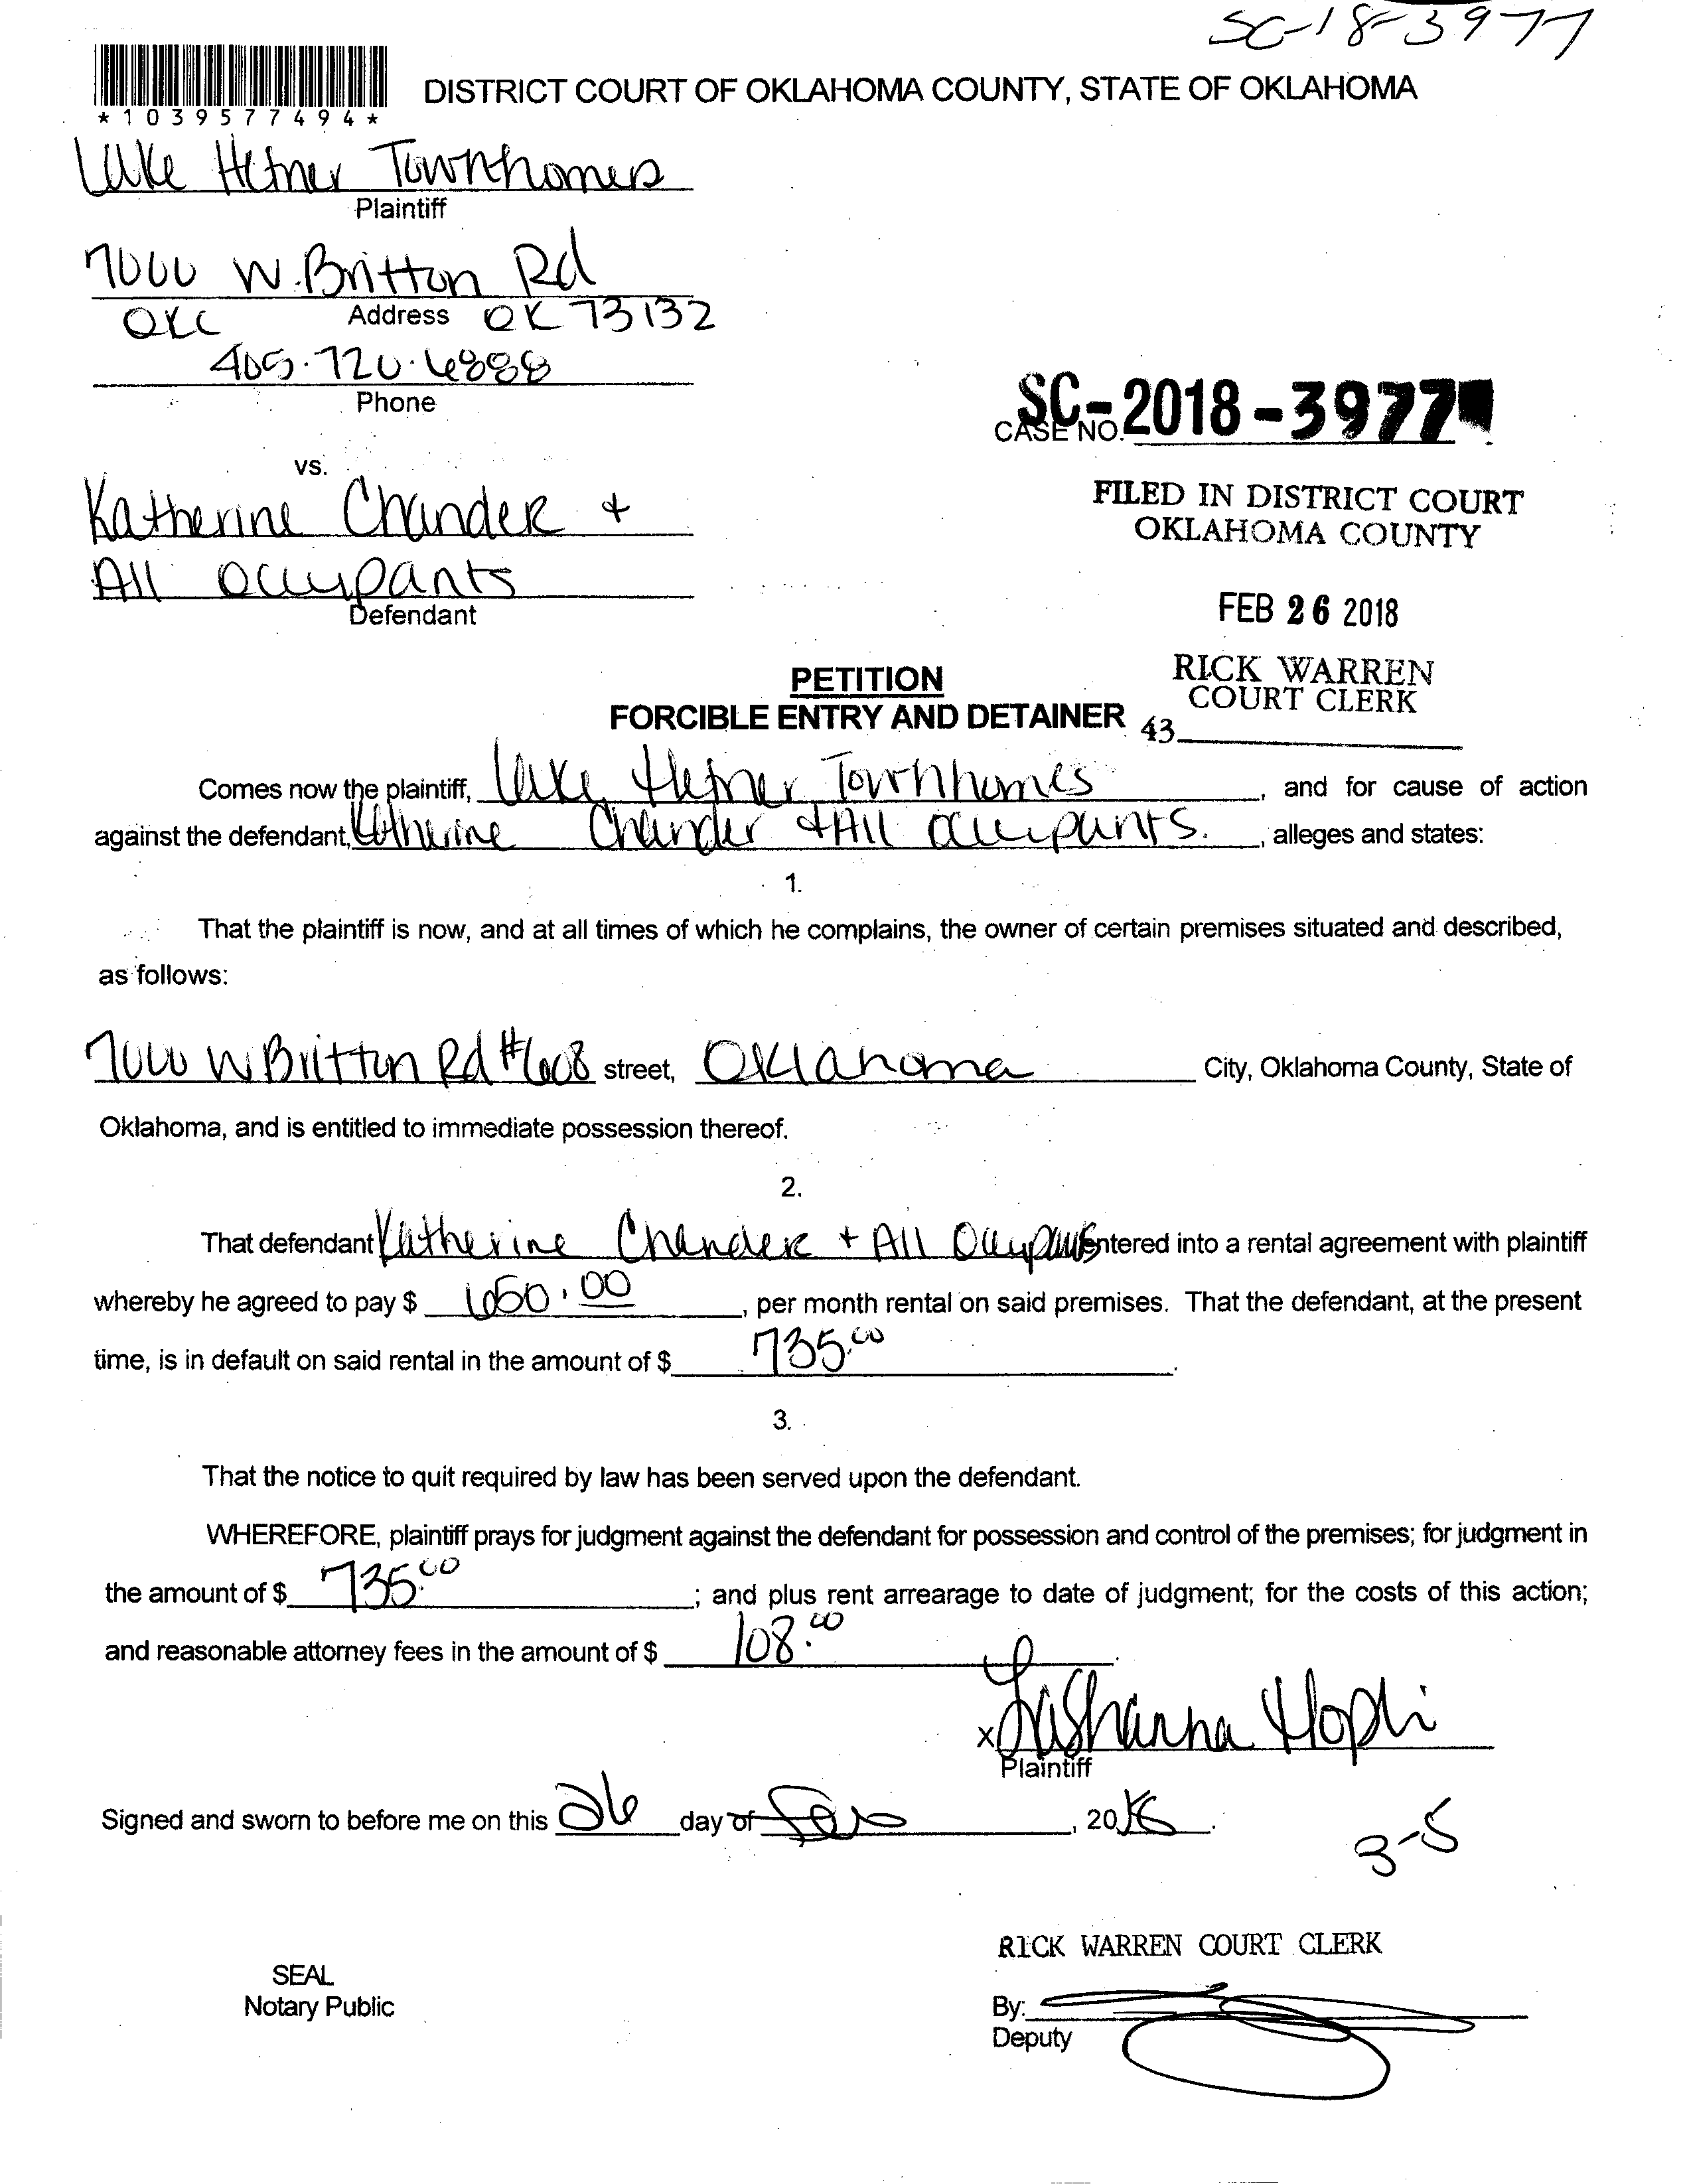 SC-18-3977
*1039577494*
DISTRICT COURT OF OKLAHOMA COUNTY, STATE OF OKLAHOMA
Lake Hefner Townhomes
Plaintiff
7000 W. Britton Rd
OKC Address OK 73132
405.720.6888
Phone
SC-2018-3977
CASE NO.
vs.
Katherine Chander +
All Occupants
Defendant
FILED IN DISTRICT COURT
OKLAHOMA COUNTY
FEB 26 2018
RICK WARREN
COURT CLERK
43
PETITION
FORCIBLE ENTRY AND DETAINER
Comes now the plaintiff, Lake Hefner Townhomes, and for cause of action
against the defendant, Katherine Chander + All Occupants., alleges and states:
1.
That the plaintiff is now, and at all times of which he complains, the owner of certain premises situated and described,
as follows:
7000 W Britton Rd #608 street, Oklahoma City, Oklahoma County, State of
Oklahoma, and is entitled to immediate possession thereof.
2.
That defendant Katherine Chander + All Occupants entered into a rental agreement with plaintiff
whereby he agreed to pay $ 650.00, per month rental on said premises. That the defendant, at the present
time, is in default on said rental in the amount of $ 735.00.
3.
That the notice to quit required by law has been served upon the defendant.
WHEREFORE, plaintiff prays for judgment against the defendant for possession and control of the premises; for judgment in
the amount of $ 735.00; and plus rent arrearage to date of judgment; for the costs of this action;
and reasonable attorney fees in the amount of $ 108.00.
x LaShanna
Plaintiff
Signed and sworn to before me on this 26 day of Feb, 2018.
3-5
RICK WARREN COURT CLERK
SEAL
Notary Public
By:
Deputy